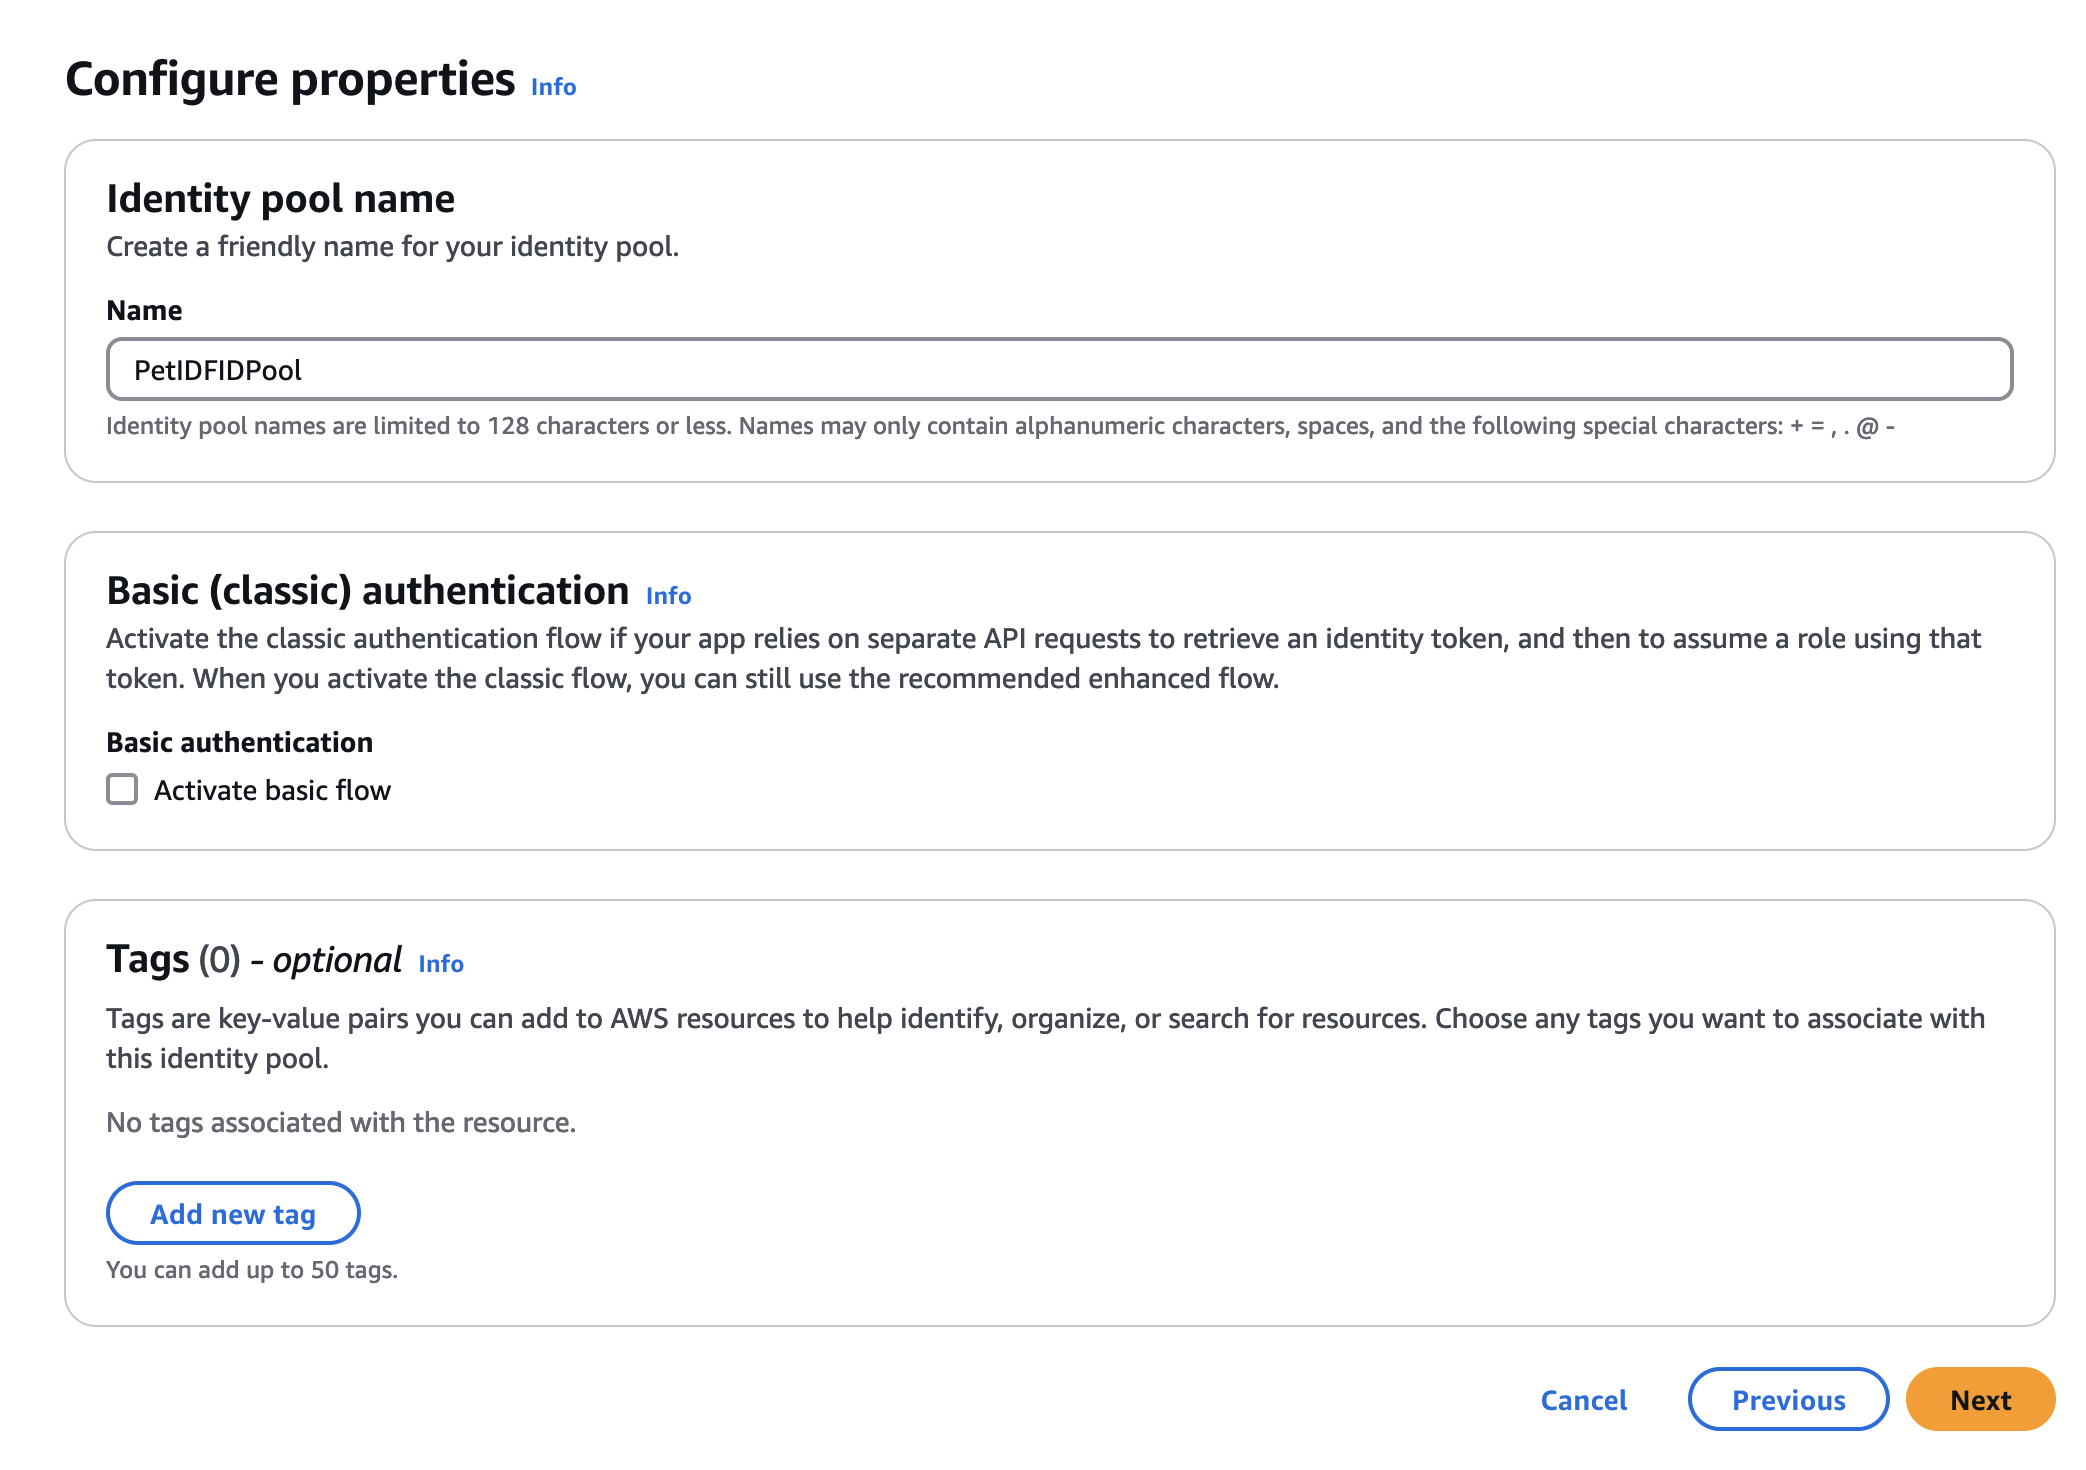 Configure properties Info
Identity pool name
Create a friendly name for your identity pool.
Name
PetIDFIDPool
Identity pool names are limited to 128 characters or less. Names may only contain alphanumeric characters, spaces, and the following special characters: + = , . @ -
Basic (classic) authentication Info
Activate the classic authentication flow if your app relies on separate API requests to retrieve an identity token, and then to assume a role using that
token. When you activate the classic flow, you can still use the recommended enhanced flow.
Basic authentication
Activate basic flow
Tags (0) - optional Info
Tags are key-value pairs you can add to AWS resources to help identify, organize, or search for resources. Choose any tags you want to associate with
this identity pool.
No tags associated with the resource.
Add new tag
You can add up to 50 tags.
Cancel Previous Next